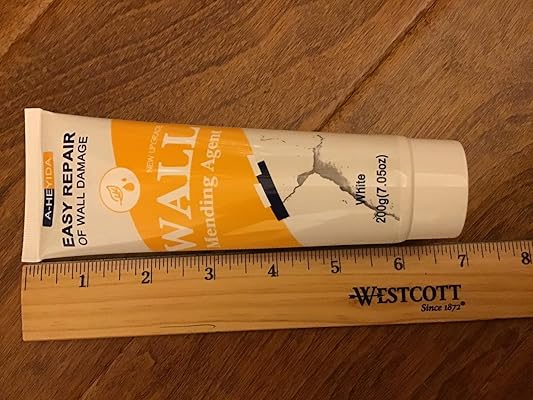 A-HEYIDA
EASY REPAIR
OF WALL DAMAGE
NEW UPGRADE
WALL
Mending Agent
White
200g(7.05oz)
1 2 3 4 5 6 7 8
WESTCOTT
Since 1872®